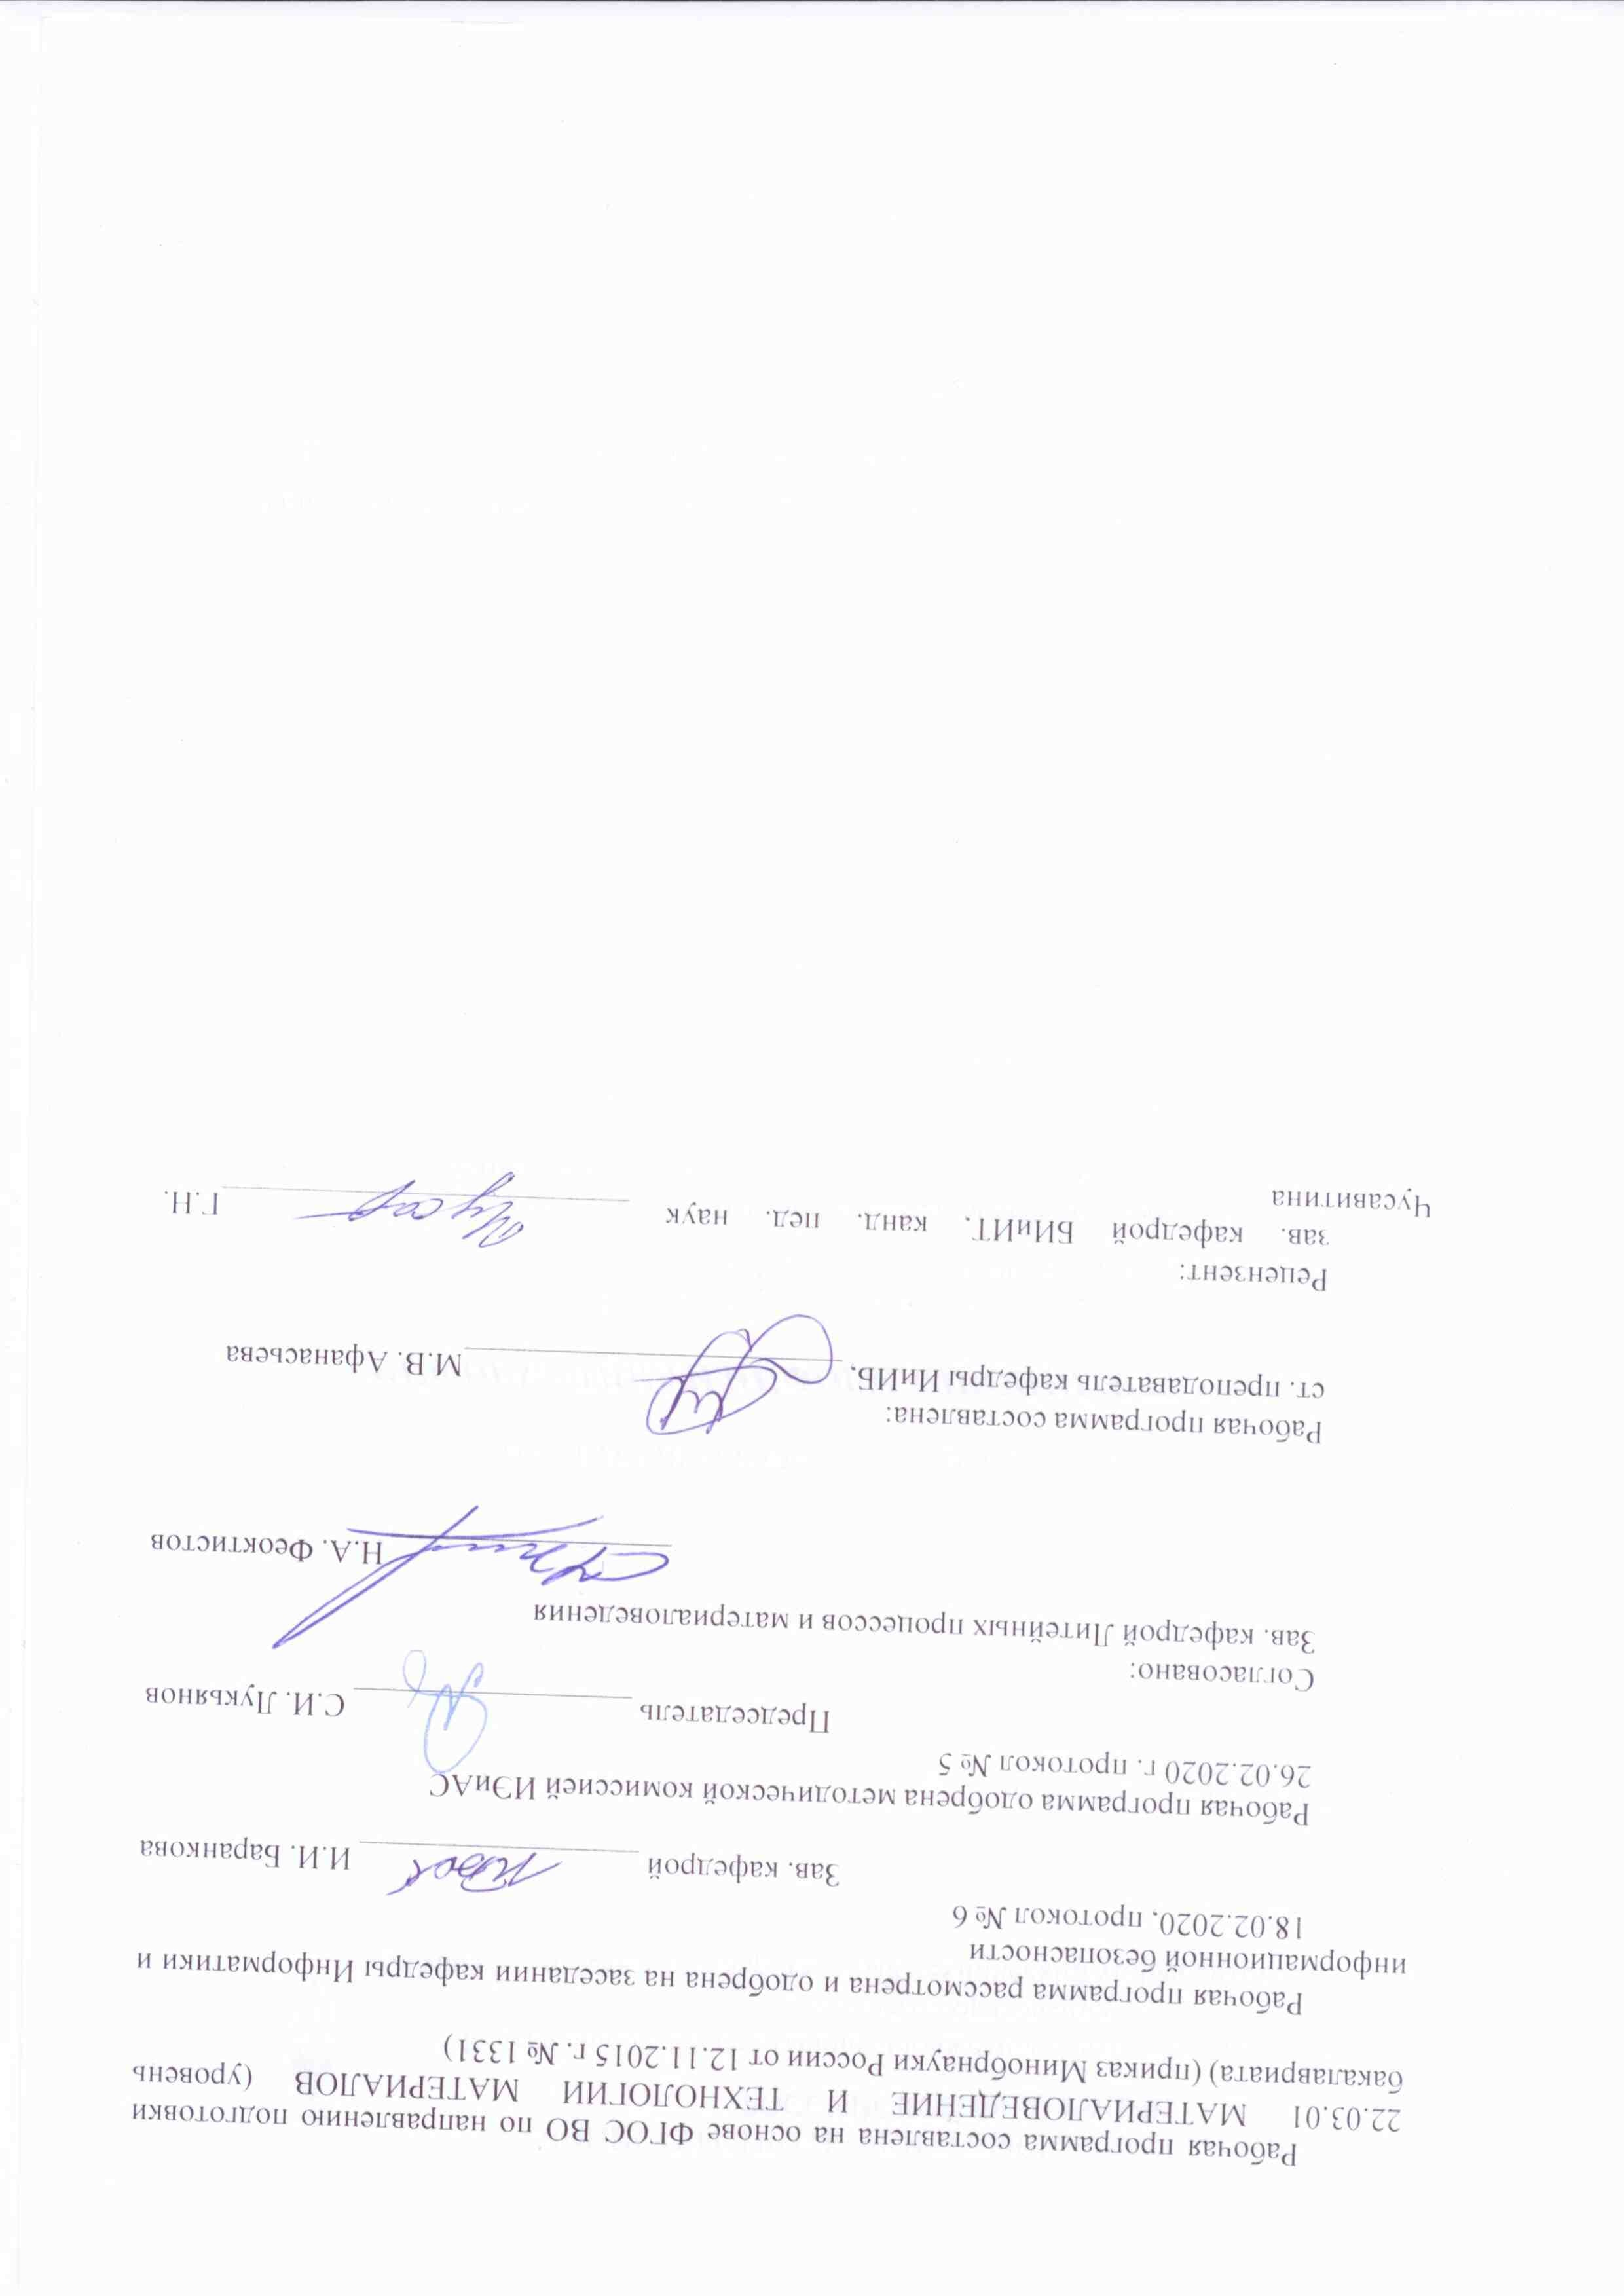 Рабочая программа составлена на основе ФГОС ВО по направлению подготовки
22.03.01 МАТЕРИАЛОВЕДЕНИЕ И ТЕХНОЛОГИИ МАТЕРИАЛОВ (уровень
бакалавриата) (приказ Минобрнауки России от 12.11.2015 г. № 1331)
Рабочая программа рассмотрена и одобрена на заседании кафедры Информатики и
информационной безопасности
18.02.2020, протокол № 6
Зав. кафедрой И.И. Баранкова
Рабочая программа одобрена методической комиссией ИЭиАС
26.02.2020 г. протокол № 5
Председатель С.И. Лукьянов
Согласовано:
Зав. кафедрой Литейных процессов и материаловедения
Н.А. Феоктистов
Рабочая программа составлена:
ст. преподаватель кафедры ИиИБ, М.В. Афанасьева
Рецензент:
зав. кафедрой БИиИТ, канд. пед. наук Г.Н.
Чусавитина